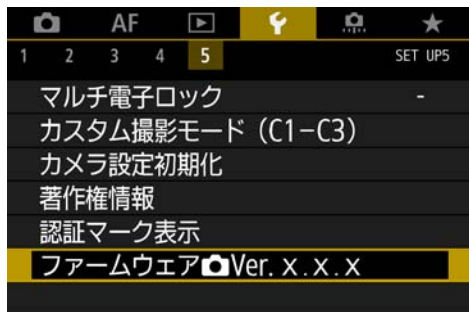 AF
1 2 3 4 5 SET UP5
マルチ電子ロック -
カスタム撮影モード（C1-C3）
カメラ設定初期化
著作権情報
認証マーク表示
ファームウェア Ver. x.x.x